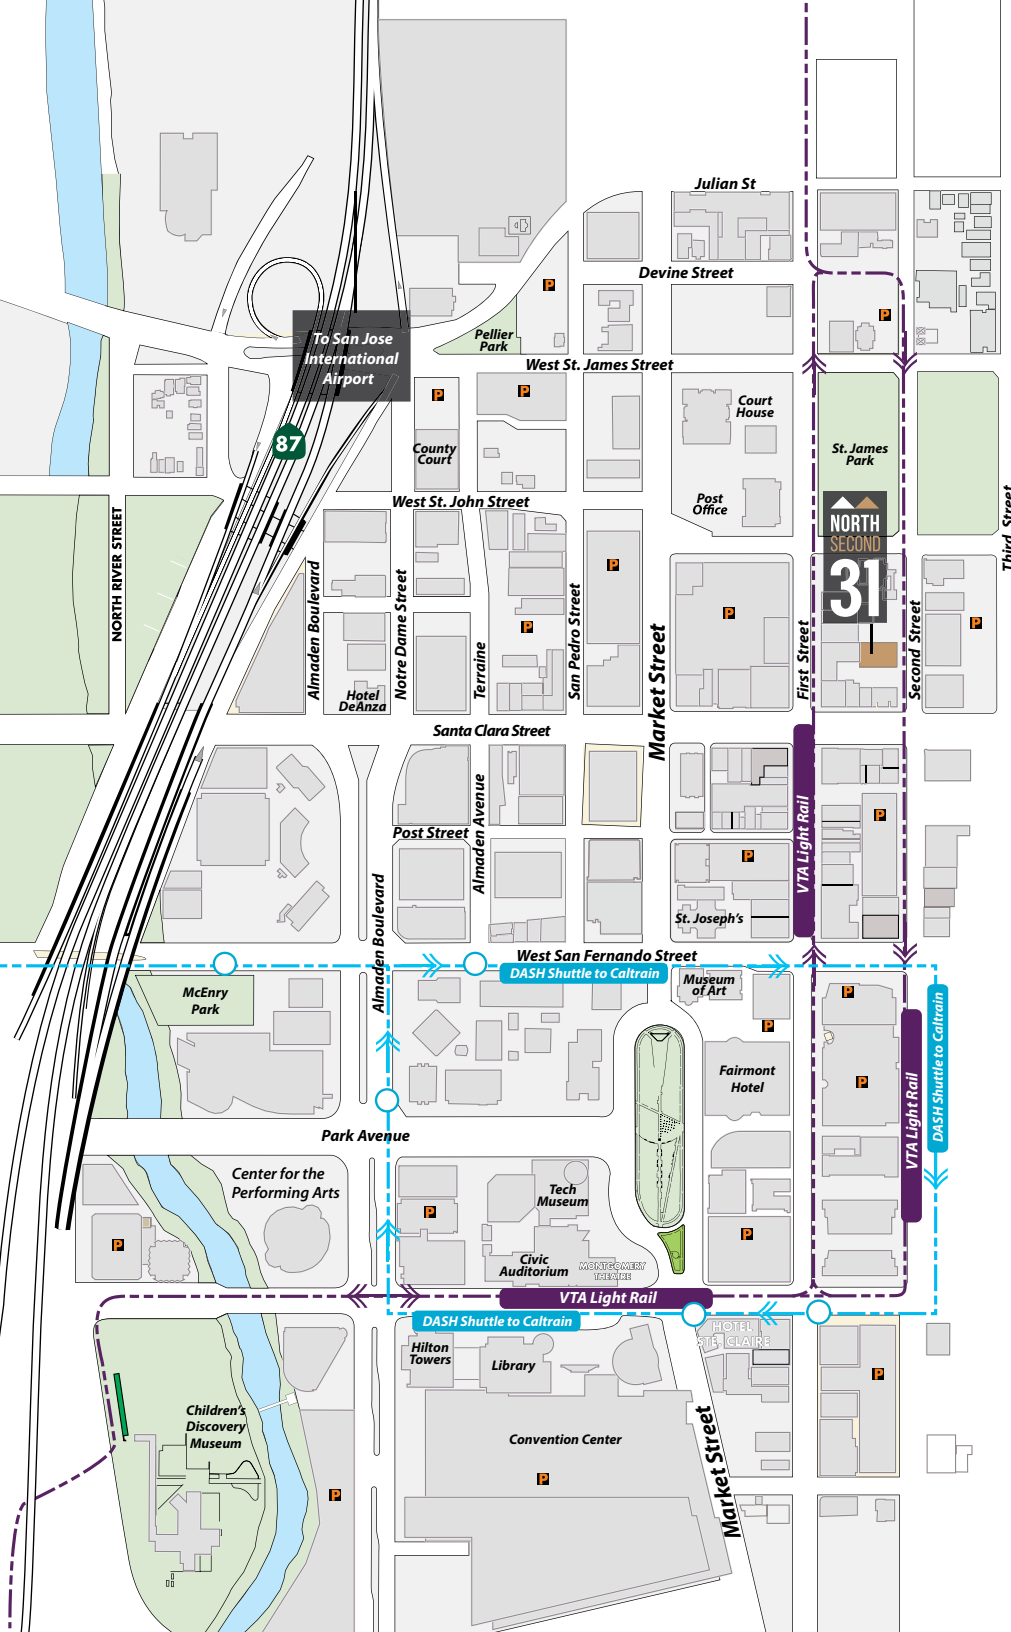 Julian St
Devine Street
P
To San Jose
International
Airport
Pellier
Park
P
West St. James Street
P
P
Court
House
87
County
Court
St. James
Park
West St. John Street
Post
Office
NORTH
SECOND
31
Third Street
NORTH RIVER STREET
Almaden Boulevard
Notre Dame Street
Terraine
P
San Pedro Street
P
Market Street
P
First Street
Second Street
P
Hotel
DeAnza
Santa Clara Street
VTA Light Rail
Almaden Avenue
Post Street
P
P
Almaden Boulevard
St. Joseph's
West San Fernando Street
DASH Shuttle to Caltrain
McEnry
Park
Museum
of Art
P
P
P
Fairmont
Hotel
VTA Light Rail
DASH Shuttle to Caltrain
Park Avenue
Center for the
Performing Arts
Tech
Museum
P
P
P
Civic
Auditorium
MONTGOMERY
THEATRE
VTA Light Rail
DASH Shuttle to Caltrain
HOTEL
STE. CLAIRE
Hilton
Towers
Library
P
Children's
Discovery
Museum
Convention Center
P
P
Market Street